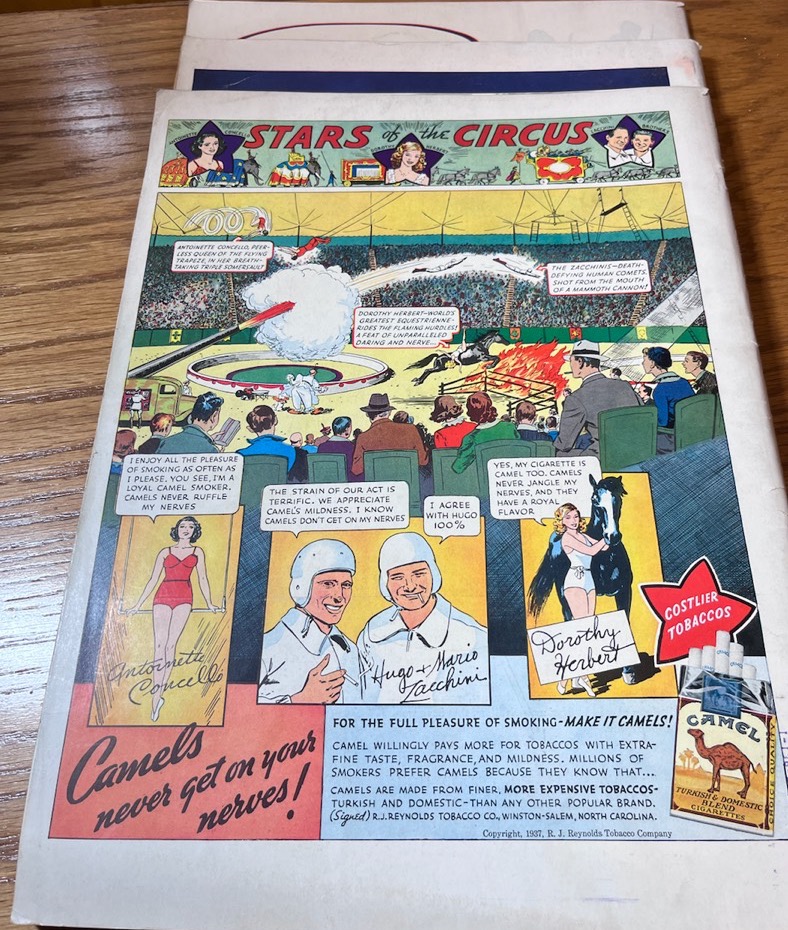 STARS of the CIRCUS
ANTOINETTE CONCELLO, PEER-
LESS QUEEN OF THE FLYING
TRAPEZE, IN HER BREATH-
TAKING TRIPLE SOMERSAULT
THE ZACCHINIS—DEATH-
DEFYING HUMAN COMETS,
SHOT FROM THE MOUTH
OF A MAMMOTH CANNON!
DOROTHY HERBERT—WORLD'S
GREATEST EQUESTRIENNE—
RIDES THE FLAMING HURDLES!
A FEAT OF UNPARALLELED
DARING AND NERVE...
I ENJOY ALL THE PLEASURE
OF SMOKING AS OFTEN AS
I PLEASE. YOU SEE, I'M A
LOYAL CAMEL SMOKER.
CAMELS NEVER RUFFLE
MY NERVES
THE STRAIN OF OUR ACT IS
TERRIFIC. WE APPRECIATE
CAMEL'S MILDNESS. I KNOW
CAMELS DON'T GET ON MY NERVES
I AGREE
WITH HUGO
100%
YES, MY CIGARETTE IS
CAMEL TOO. CAMELS
NEVER JANGLE MY
NERVES, AND THEY
HAVE A ROYAL
FLAVOR
Antoinette
Concello
Hugo & Mario
Zacchini
Dorothy
Herbert
COSTLIER
TOBACCOS
Camels
never get on your
nerves!
FOR THE FULL PLEASURE OF SMOKING-MAKE IT CAMELS!
CAMEL WILLINGLY PAYS MORE FOR TOBACCOS WITH EXTRA-
FINE TASTE, FRAGRANCE, AND MILDNESS. MILLIONS OF
SMOKERS PREFER CAMELS BECAUSE THEY KNOW THAT...
CAMELS ARE MADE FROM FINER, MORE EXPENSIVE TOBACCOS-
TURKISH AND DOMESTIC-THAN ANY OTHER POPULAR BRAND.
(Signed) R.J. REYNOLDS TOBACCO CO., WINSTON-SALEM, NORTH CAROLINA.
Copyright, 1937, R. J. Reynolds Tobacco Company
CAMEL
TURKISH & DOMESTIC
BLEND
CIGARETTES
CHOICE QUALITY